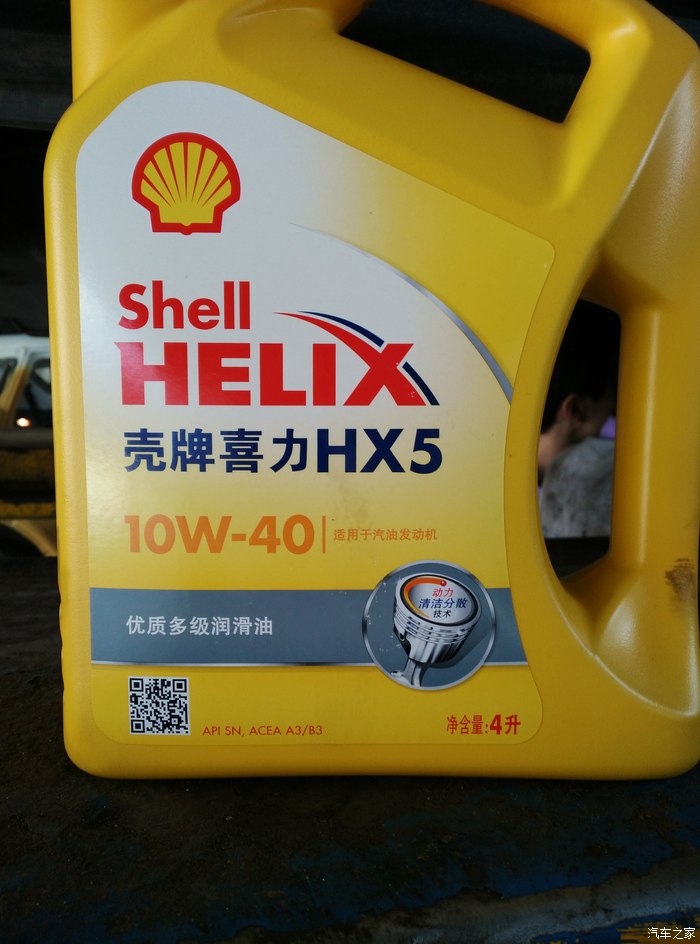 Shell
HELIX
壳牌喜力HX5
10W-40
适用于汽油发动机
动力
清洁分散
技术
优质多级润滑油
API SN, ACEA A3/B3
净含量:4升
汽车之家